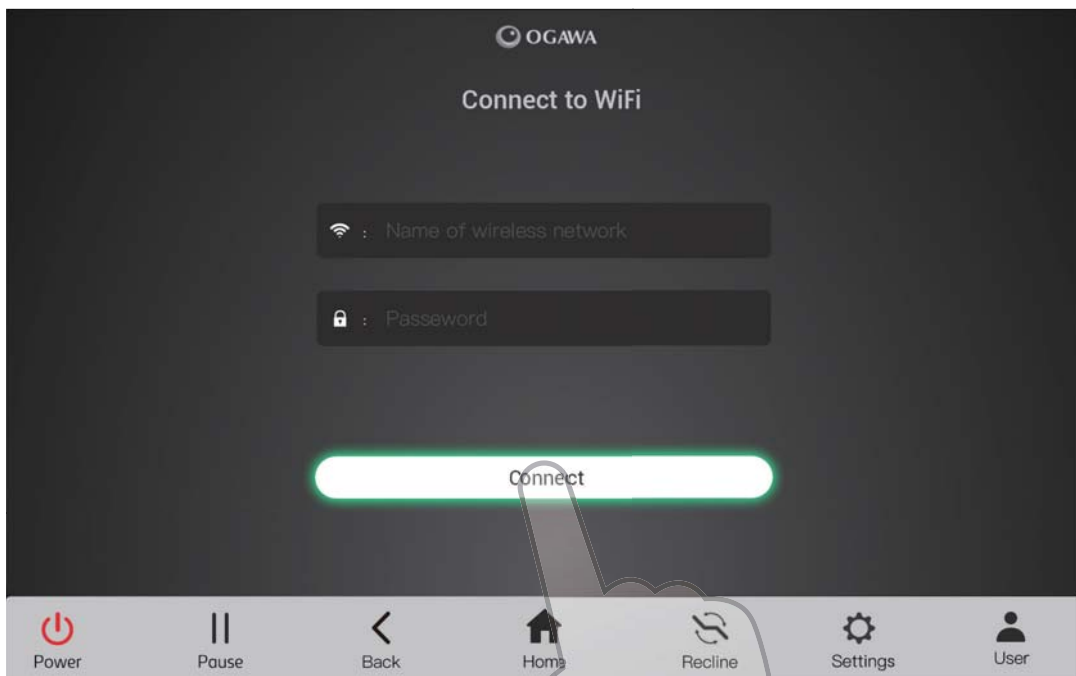 OGAWA
Connect to WiFi
: Name of wireless network
: Passeword
Connect
Power Pause Back Home Recline Settings User